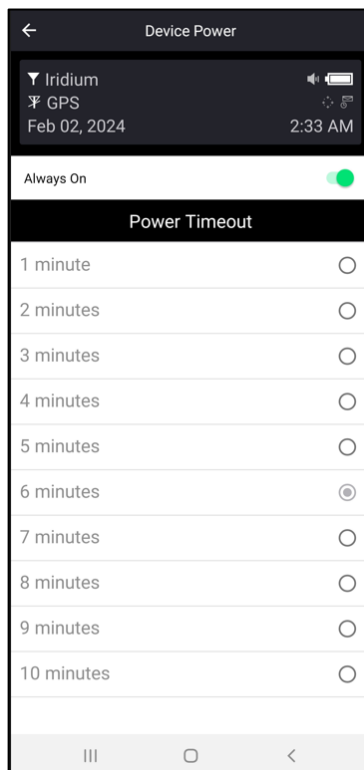 Device Power
Iridium
GPS
Feb 02, 2024 2:33 AM
Always On
Power Timeout
1 minute
2 minutes
3 minutes
4 minutes
5 minutes
6 minutes
7 minutes
8 minutes
9 minutes
10 minutes